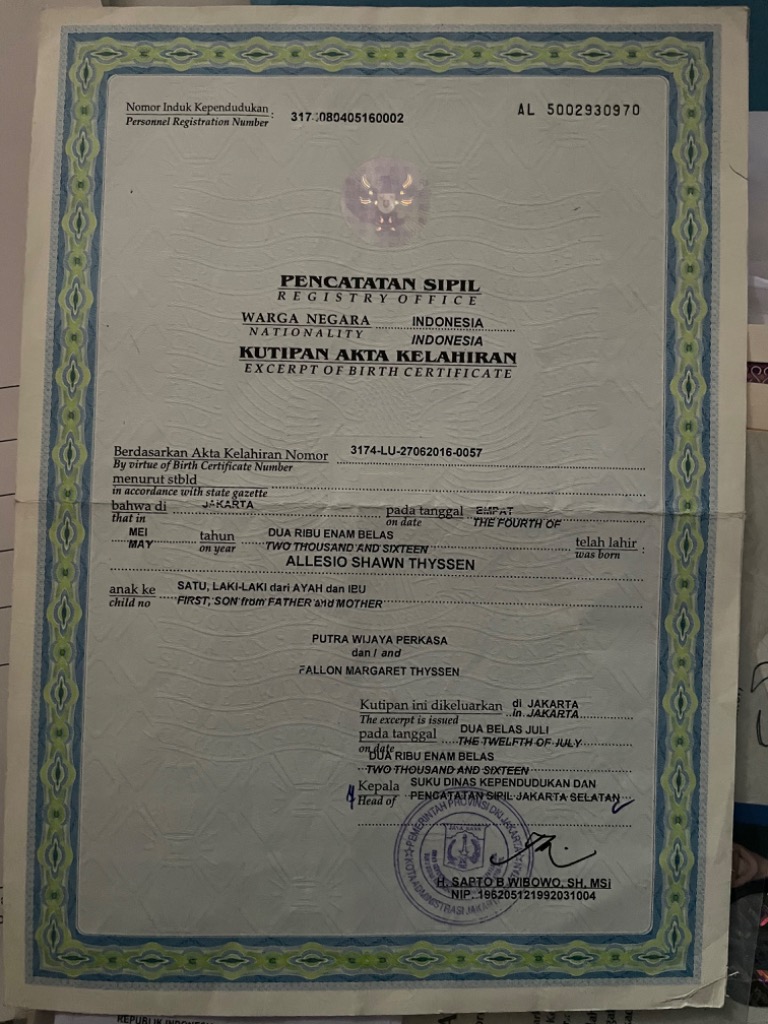 Nomor Induk Kependudukan :
Personnel Registration Number
AL 5002930970
PENCATATAN SIPIL
REGISTRY OFFICE
WARGA NEGARA INDONESIA
NATIONALITY INDONESIA
KUTIPAN AKTA KELAHIRAN
EXCERPT OF BIRTH CERTIFICATE
Berdasarkan Akta Kelahiran Nomor 3174-LU-27062016-0057
By virtue of Birth Certificate Number
menurut stbld
in accordance with state gazette
bahwa di JAKARTA pada tanggal EMPAT
that in on date THE FOURTH OF
MEI tahun DUA RIBU ENAM BELAS telah lahir :
MAY on year TWO THOUSAND AND SIXTEEN was born
ALLESIO SHAWN THYSSEN
anak ke SATU, LAKI-LAKI dari AYAH dan IBU
child no FIRST, SON from FATHER and MOTHER
PUTRA WIJAYA PERKASA
dan / and
FALLON MARGARET THYSSEN
Kutipan ini dikeluarkan di JAKARTA
The excerpt is issued in JAKARTA
pada tanggal DUA BELAS JULI
on date THE TWELFTH OF JULY
DUA RIBU ENAM BELAS
TWO THOUSAND AND SIXTEEN
Kepala SUKU DINAS KEPENDUDUKAN DAN
Head of PENCATATAN SIPIL JAKARTA SELATAN
PEMERINTAH PROVINSI DKI JAKARTA
JAYA RAYA
KOTA ADMINISTRASI JAKARTA SELATAN
H. SAPTO B WIBOWO, SH, MSi
NIP. 196205121992031004